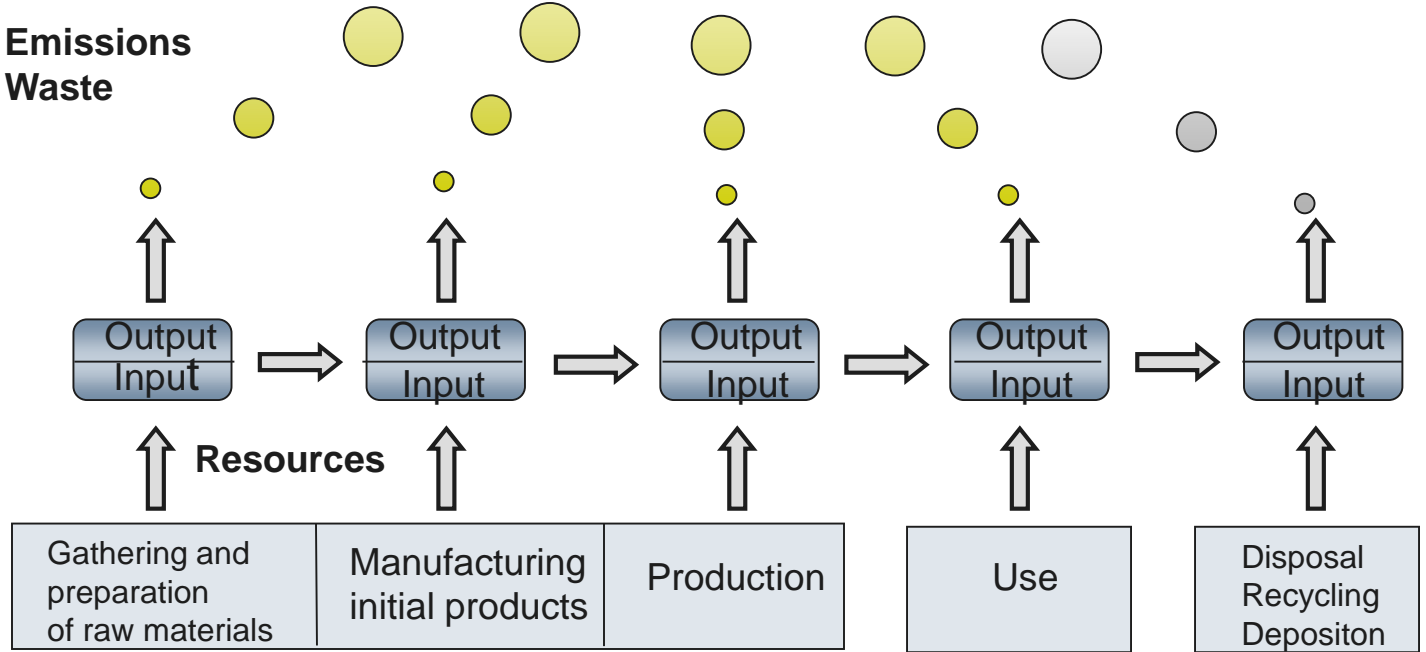 Emissions
Waste
Output
Input
Output
Input
Output
Input
Output
Input
Output
Input
Resources
Gathering and
preparation
of raw materials
Manufacturing
initial products
Production
Use
Disposal
Recycling
Depositon